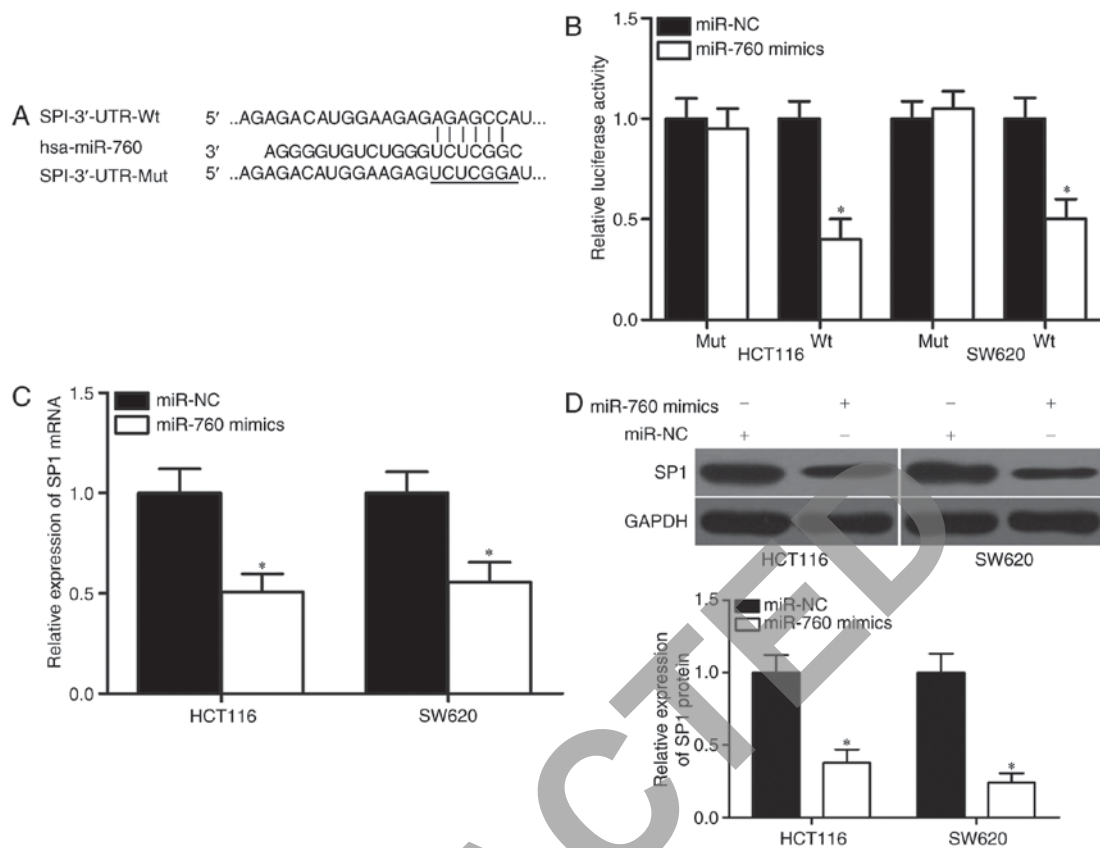 A
SPI-3′-UTR-Wt 5′ ..AGAGACAUGGAAGAGAGAGCCAU...
hsa-miR-760 3′ AGGGGUGUCUGGGUCUCGGC
SPI-3′-UTR-Mut 5′ ..AGAGACAUGGAAGAGUCUCGGAU...
B
miR-NC
miR-760 mimics
Relative luciferase activity
1.5
1.0
0.5
0.0
*
*
Mut Wt Mut Wt
HCT116 SW620
C
miR-NC
miR-760 mimics
Relative expression of SP1 mRNA
1.5
1.0
0.5
0.0
*
*
HCT116 SW620
D
miR-760 mimics − + − +
miR-NC + − + −
SP1
GAPDH
HCT116 SW620
miR-NC
miR-760 mimics
Relative expression
of SP1 protein
1.5
1.0
0.5
0.0
*
*
HCT116 SW620
ACTED